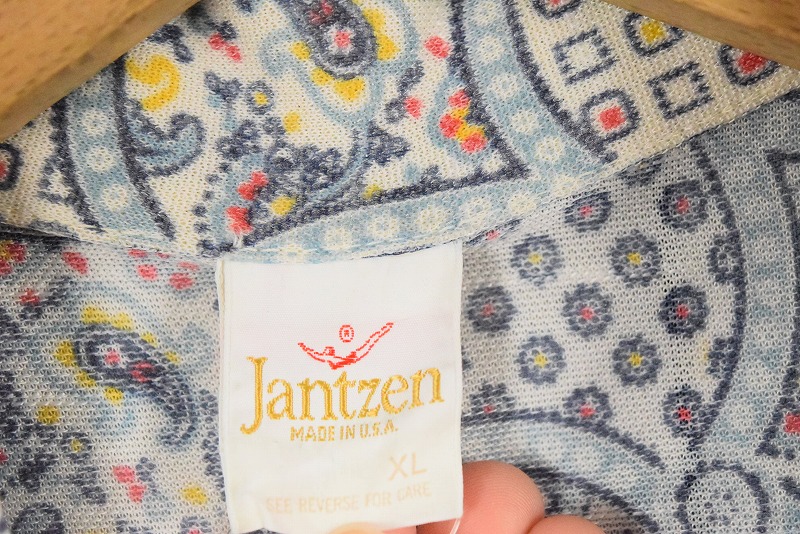 ®
Jantzen
MADE IN U.S.A.
XL
SEE REVERSE FOR CARE